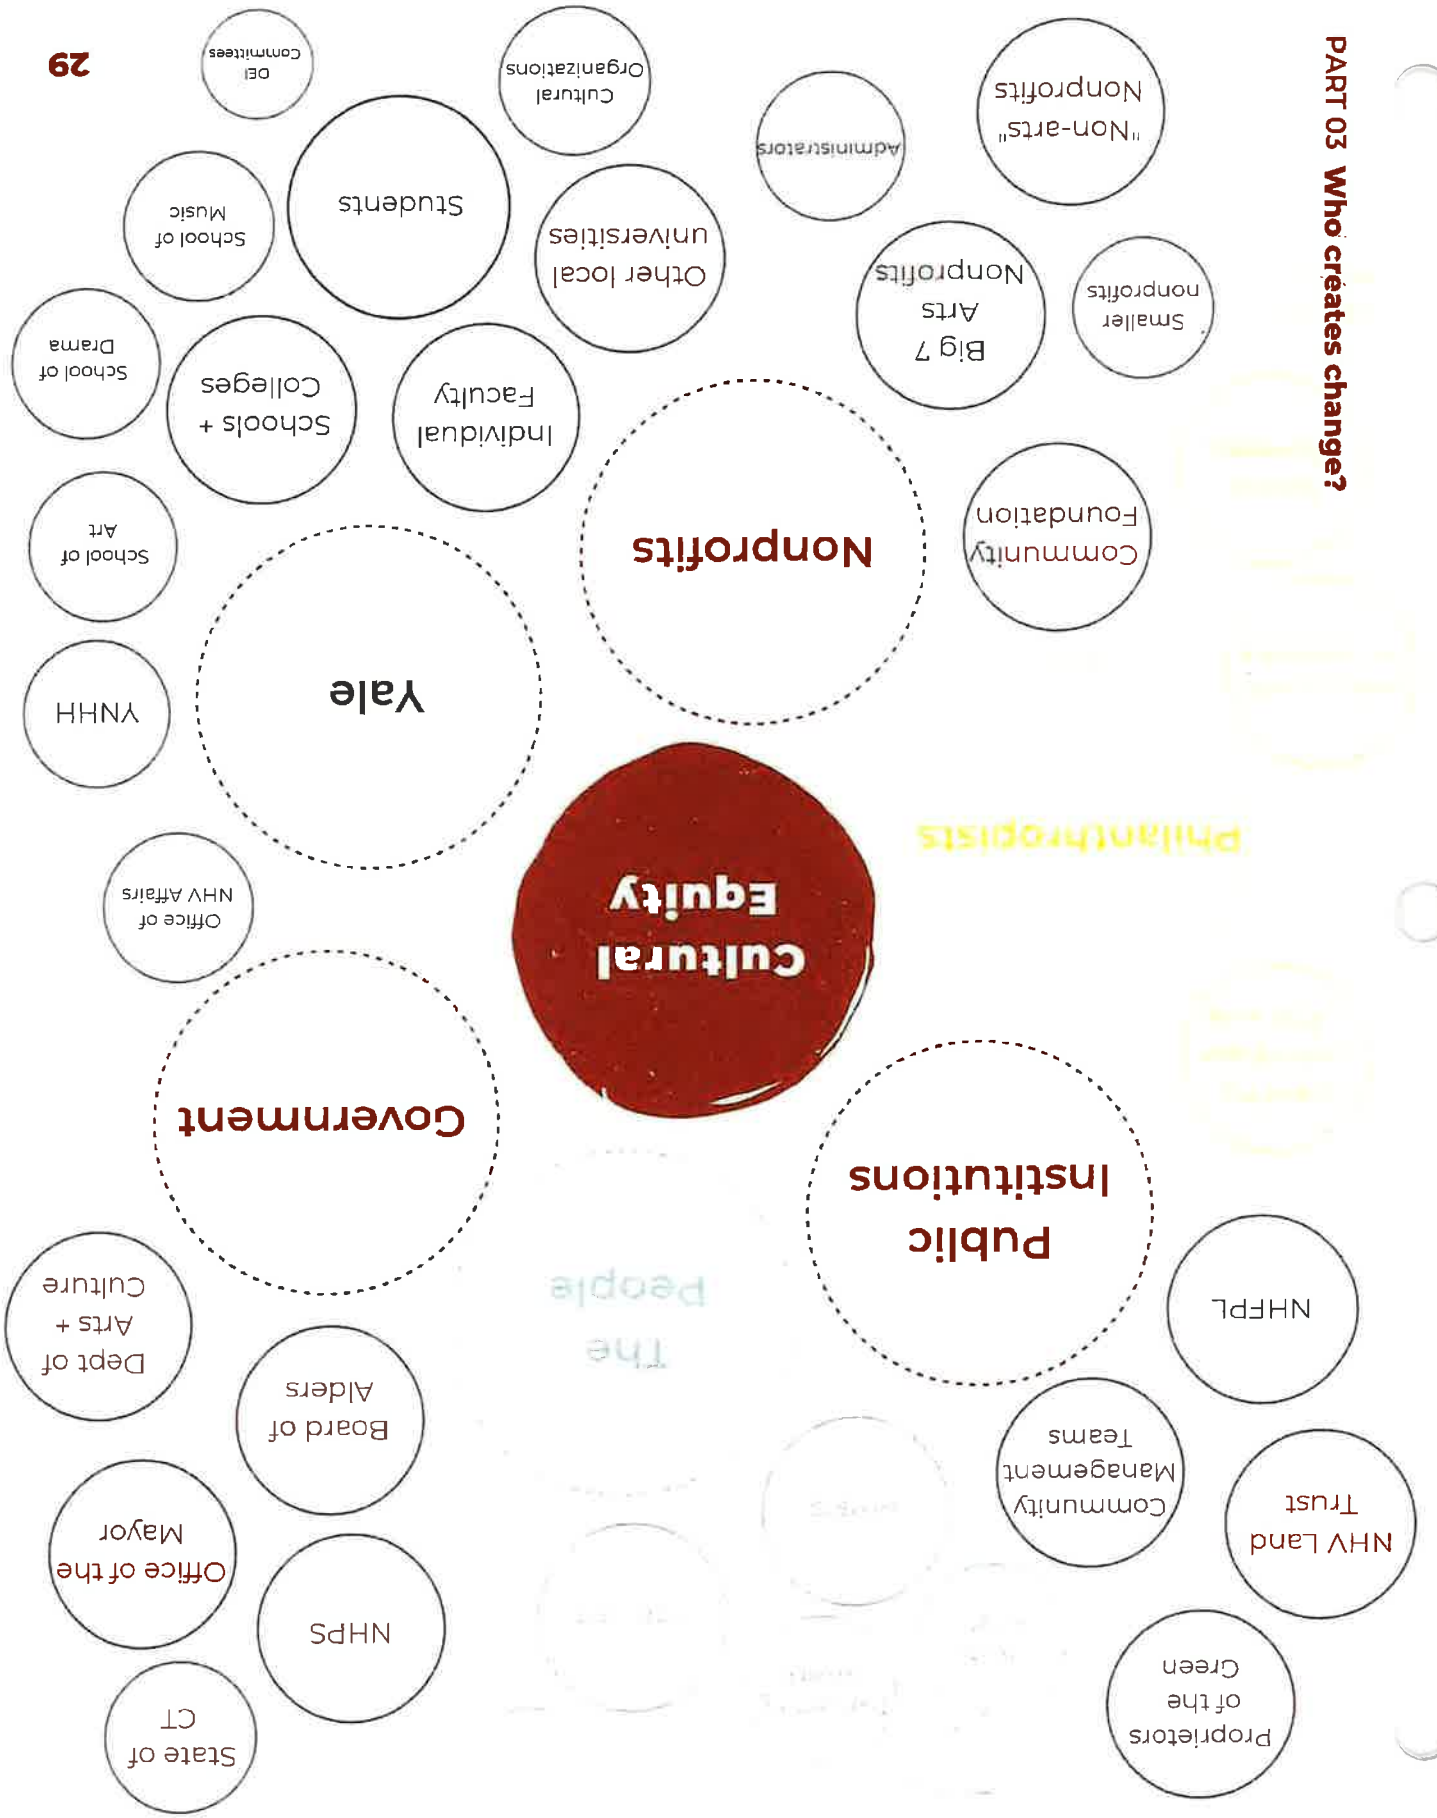 PART 03 Who creates change?
Proprietors
of the
Green
NHV Land
Trust
Community
Management
Teams
NHFPL
Public
Institutions
State of
CT
NHPS
Office of the
Mayor
Board of
Alders
Dept of
Arts +
Culture
The
People
Government
Cultural
Equity
Philanthropists
Office of
NHV Affairs
Yale
YNHH
School of
Art
School of
Drama
School of
Music
Schools +
Colleges
Individual
Faculty
Students
Other local
universities
DEI
Committees
Cultural
Organizations
Nonprofits
Community
Foundation
Big 7
Arts
Nonprofits
Smaller
nonprofits
Administrators
"Non-arts"
Nonprofits
29